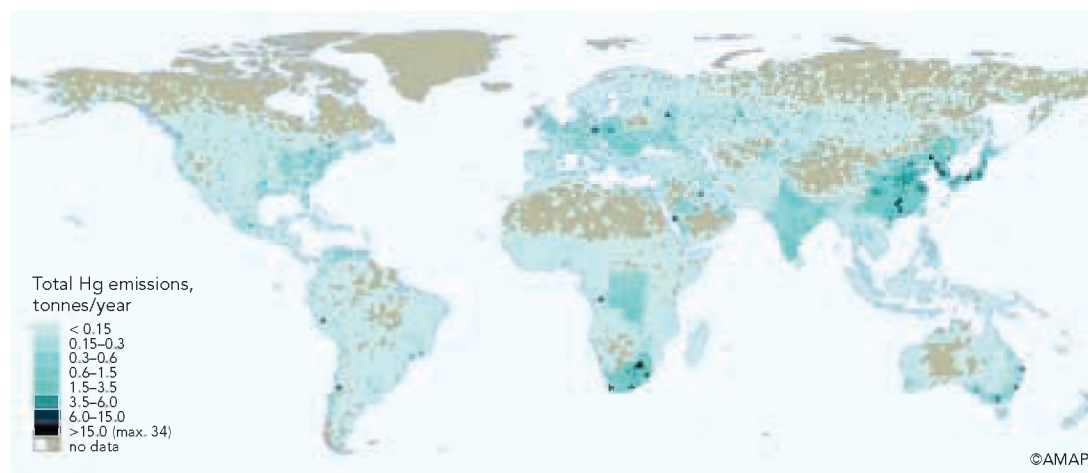 Total Hg emissions,
tonnes/year
< 0.15
0.15–0.3
0.3–0.6
0.6–1.5
1.5–3.5
3.5–6.0
6.0–15.0
>15.0 (max. 34)
no data
©AMAP